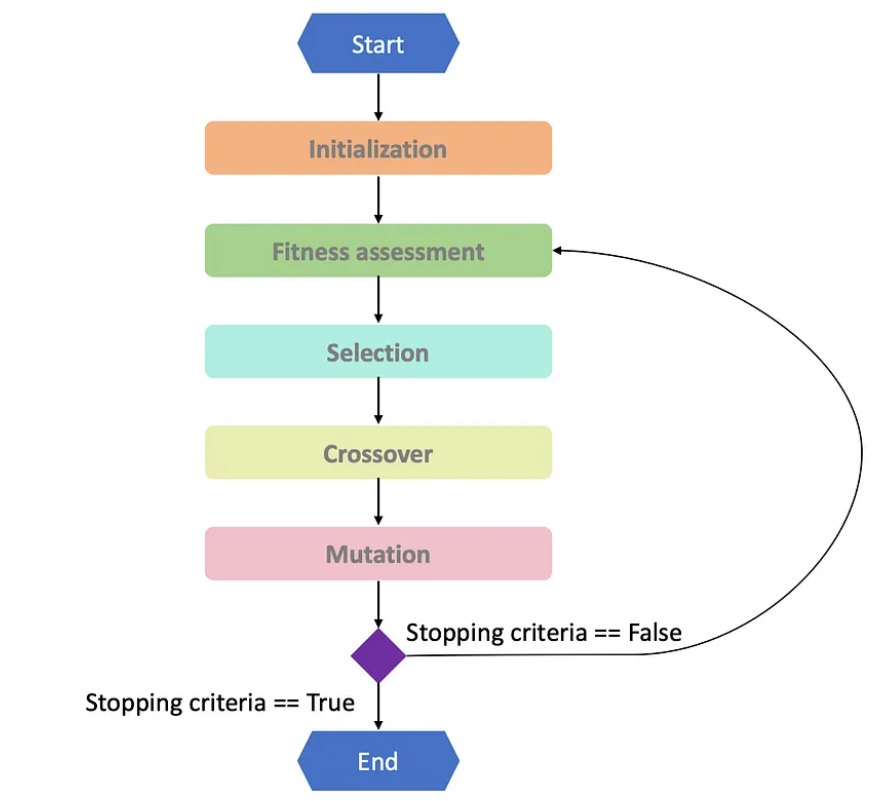 Start
Initialization
Fitness assessment
Selection
Crossover
Mutation
Stopping criteria == False
Stopping criteria == True
End